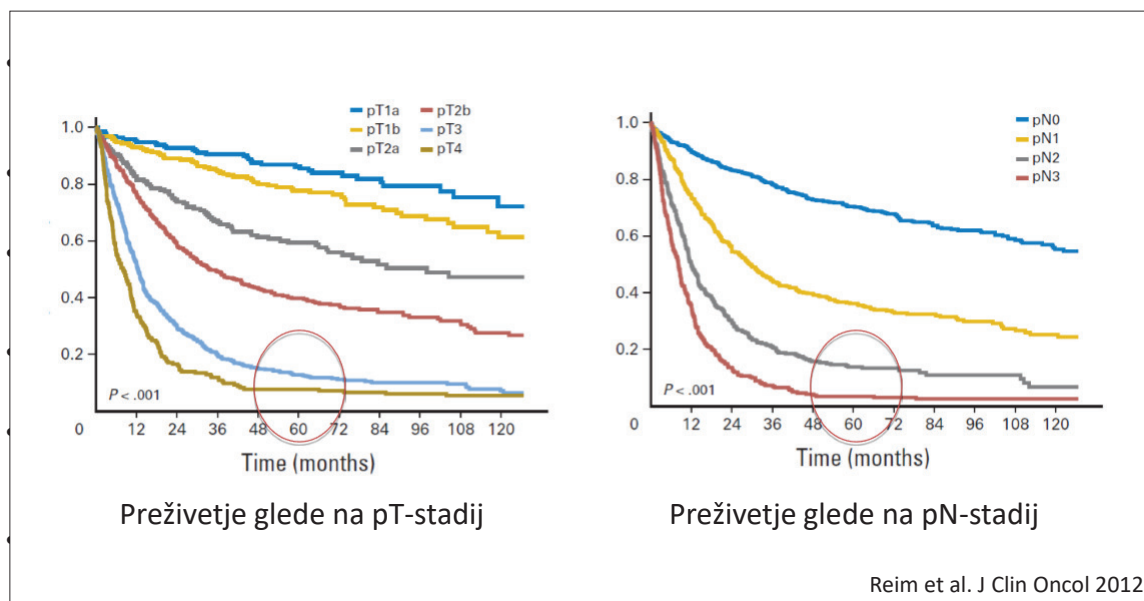 pT1a pT2b
pT1b pT3
pT2a pT4
1.0
0.8
0.6
0.4
0.2
P < .001
0 12 24 36 48 60 72 84 96 108 120
Time (months)
Preživetje glede na pT-stadij
pN0
pN1
pN2
pN3
1.0
0.8
0.6
0.4
0.2
P < .001
0 12 24 36 48 60 72 84 96 108 120
Time (months)
Preživetje glede na pN-stadij
Reim et al. J Clin Oncol 2012